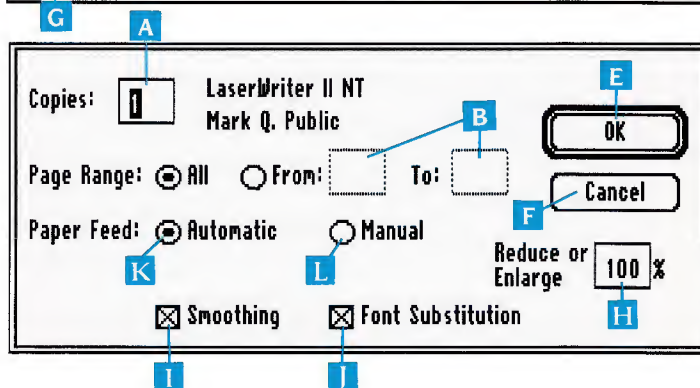 G
A
Copies: 1 LaserWriter II NT
Mark Q. Public
E
OK
B
Page Range: All From: To:
Cancel
F
Paper Feed: Automatic Manual
K
L
Reduce or
Enlarge 100 %
H
Smoothing Font Substitution
I
J